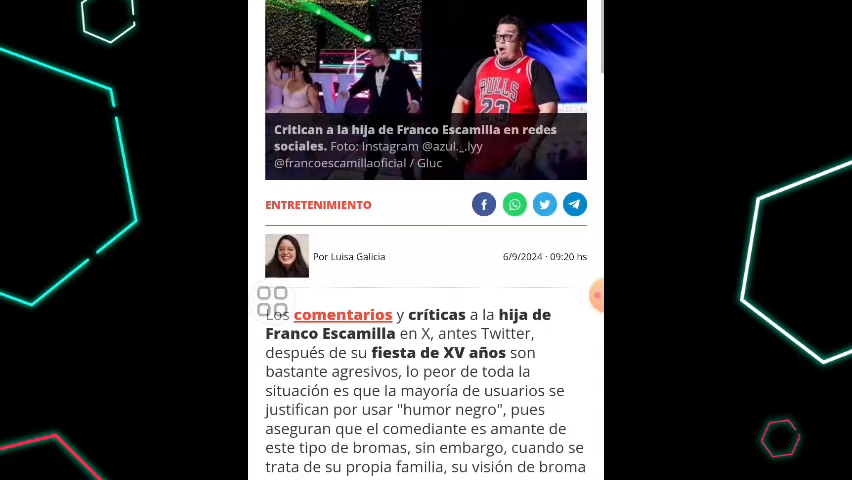 BULLS
23
Critican a la hija de Franco Escamilla en redes
sociales. Foto: Instagram @azul._.lyy
@francoescamillaoficial / Gluc
ENTRETENIMIENTO
Por Luisa Galicia
6/9/2024 - 09:20 hs
Los comentarios y críticas a la hija de
Franco Escamilla en X, antes Twitter,
después de su fiesta de XV años son
bastante agresivos, lo peor de toda la
situación es que la mayoría de usuarios se
justifican por usar "humor negro", pues
aseguran que el comediante es amante de
este tipo de bromas, sin embargo, cuando se
trata de su propia familia, su visión de broma